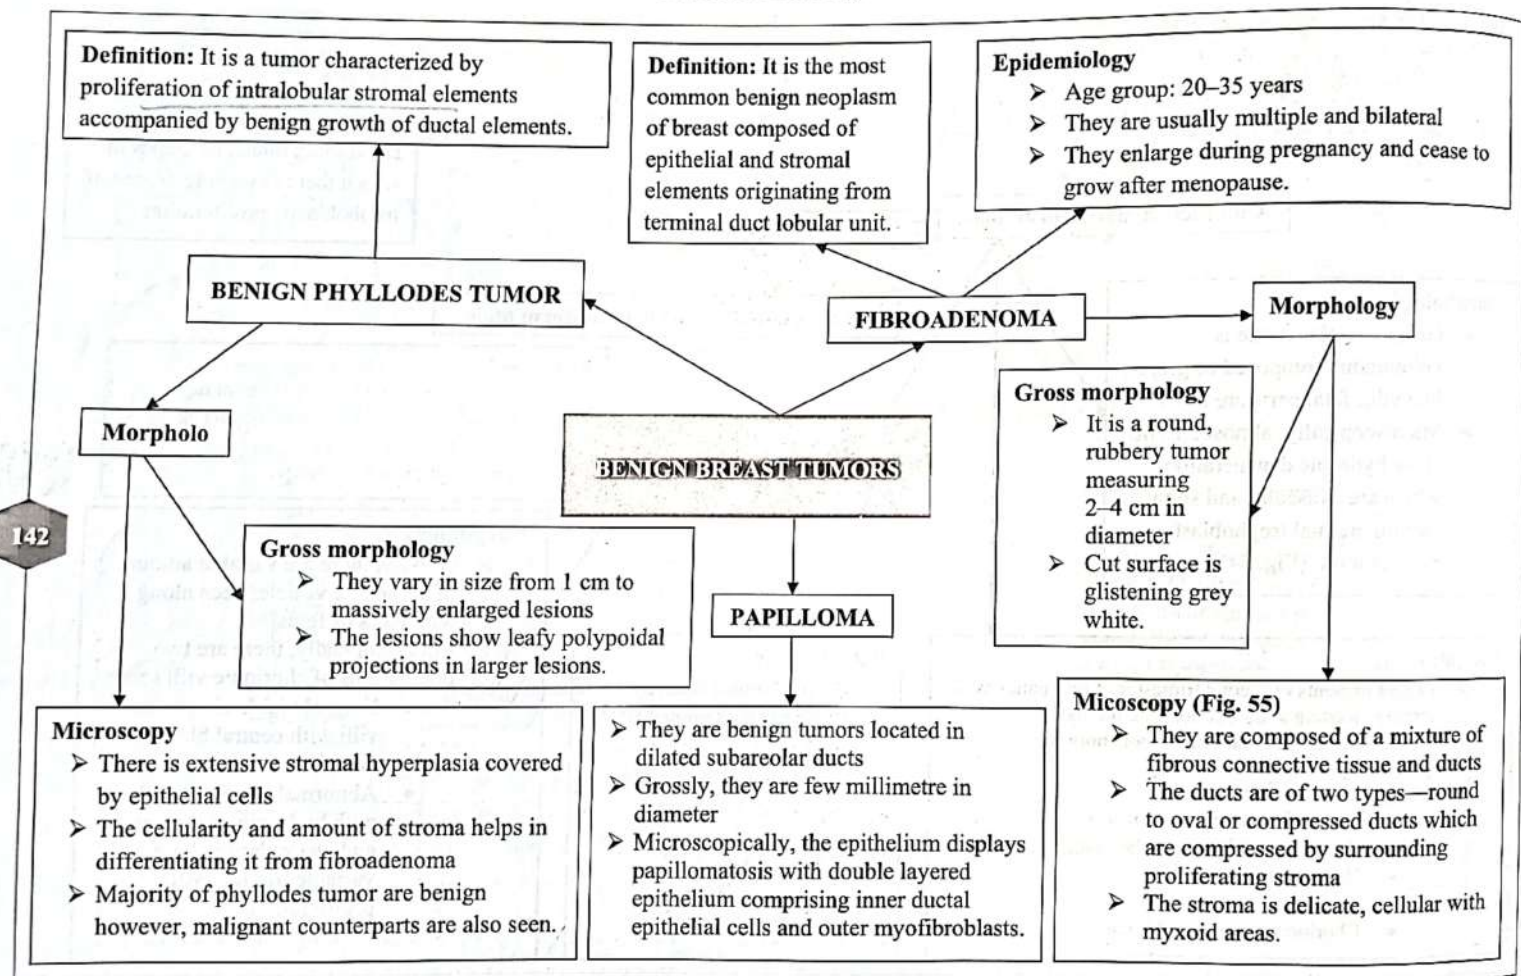 Definition: It is a tumor characterized by
proliferation of intralobular stromal elements
accompanied by benign growth of ductal elements.
Definition: It is the most
common benign neoplasm
of breast composed of
epithelial and stromal
elements originating from
terminal duct lobular unit.
Epidemiology
➤ Age group: 20–35 years
➤ They are usually multiple and bilateral
➤ They enlarge during pregnancy and cease to
grow after menopause.
BENIGN PHYLLODES TUMOR
FIBROADENOMA
Morphology
Morpholo
BENIGN BREAST TUMORS
Gross morphology
➤ It is a round,
rubbery tumor
measuring
2–4 cm in
diameter
➤ Cut surface is
glistening grey
white.
142
Gross morphology
➤ They vary in size from 1 cm to
massively enlarged lesions
➤ The lesions show leafy polypoidal
projections in larger lesions.
PAPILLOMA
Microscopy
➤ There is extensive stromal hyperplasia covered
by epithelial cells
➤ The cellularity and amount of stroma helps in
differentiating it from fibroadenoma
➤ Majority of phyllodes tumor are benign
however, malignant counterparts are also seen.
➤ They are benign tumors located in
dilated subareolar ducts
➤ Grossly, they are few millimetre in
diameter
➤ Microscopically, the epithelium displays
papillomatosis with double layered
epithelium comprising inner ductal
epithelial cells and outer myofibroblasts.
Micoscopy (Fig. 55)
➤ They are composed of a mixture of
fibrous connective tissue and ducts
➤ The ducts are of two types—round
to oval or compressed ducts which
are compressed by surrounding
proliferating stroma
➤ The stroma is delicate, cellular with
myxoid areas.